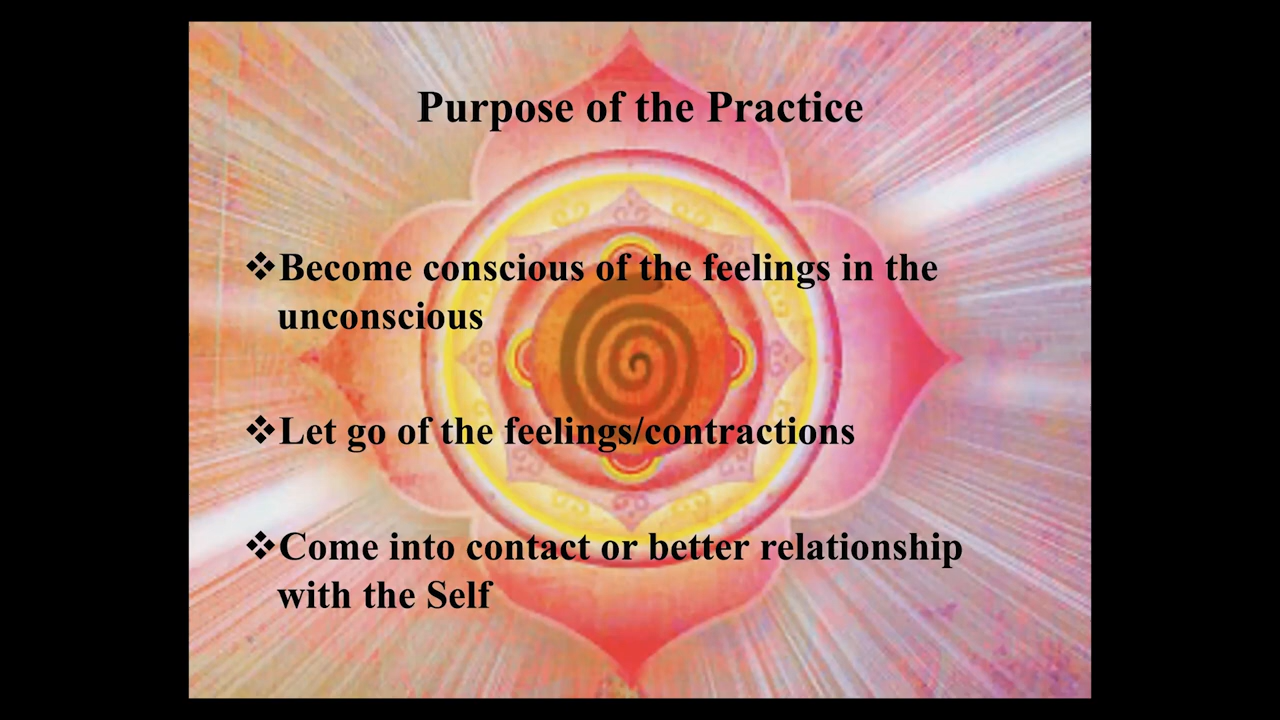 Purpose of the Practice
❖Become conscious of the feelings in the
unconscious
❖Let go of the feelings/contractions
❖Come into contact or better relationship
with the Self